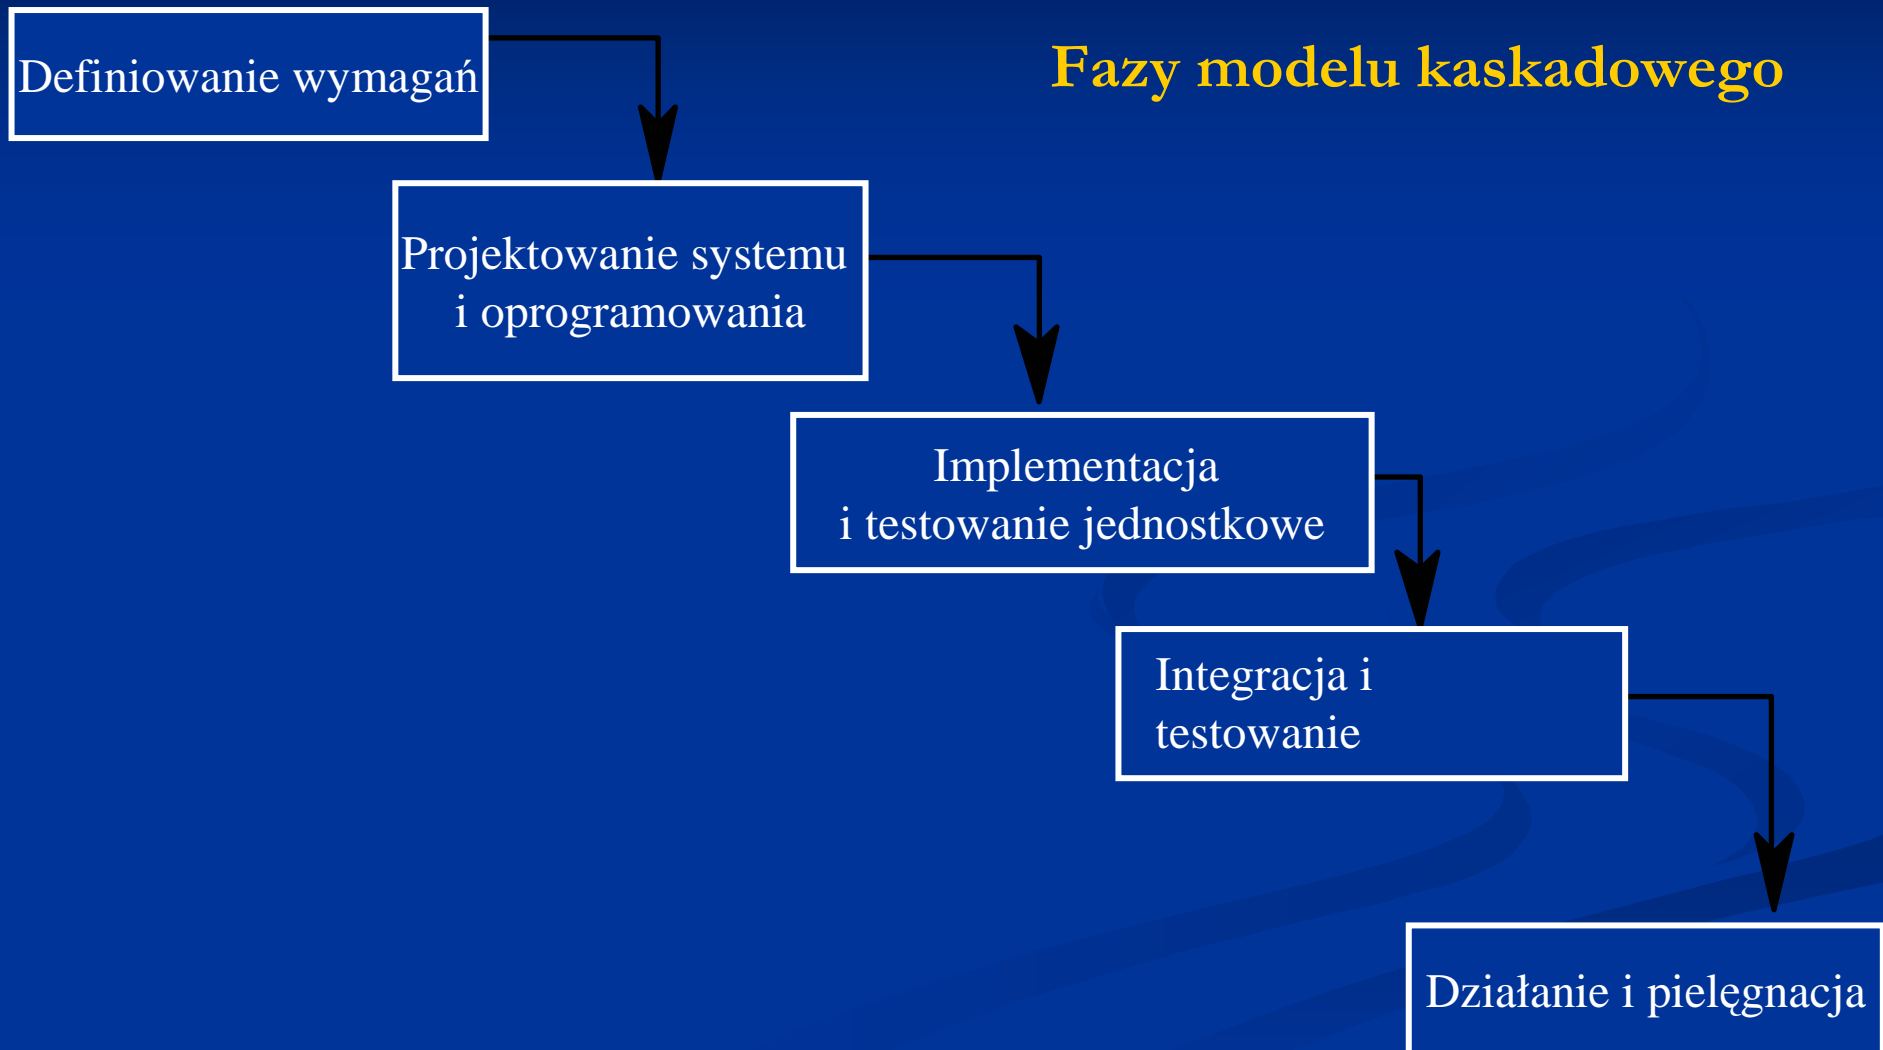 Fazy modelu kaskadowego
Definiowanie wymagań
Projektowanie systemu
i oprogramowania
Implementacja
i testowanie jednostkowe
Integracja i
testowanie
Działanie i pielęgnacja